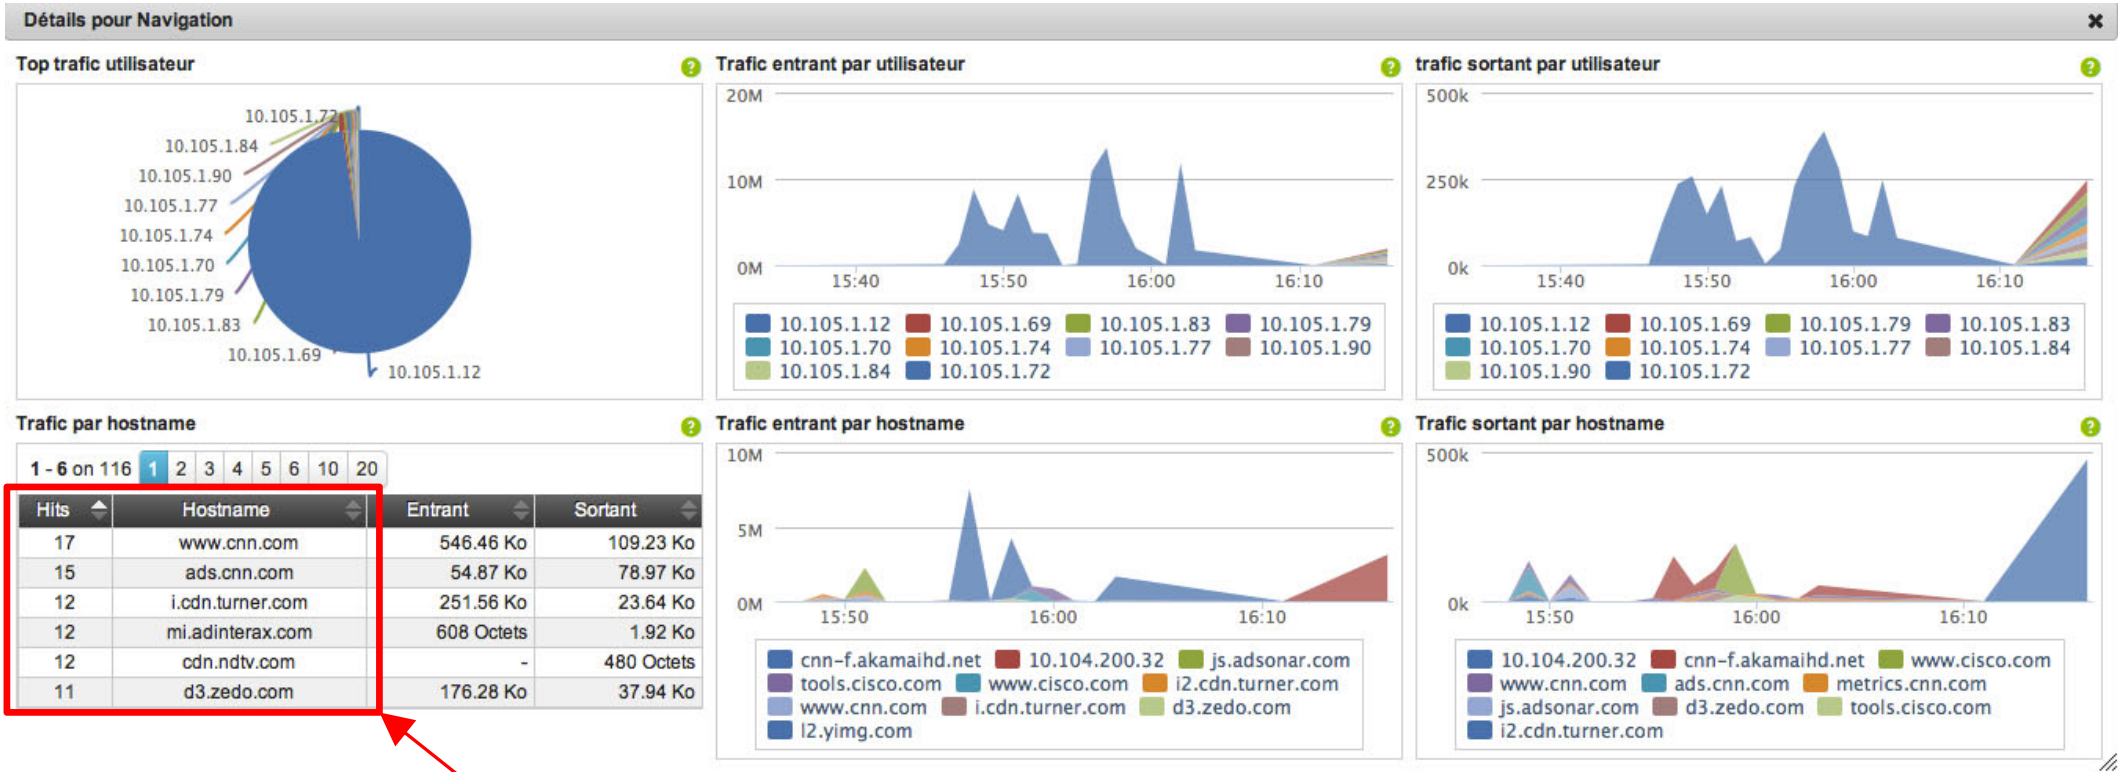 Détails pour Navigation
Top trafic utilisateur
10.105.1.72
10.105.1.84
10.105.1.90
10.105.1.77
10.105.1.74
10.105.1.70
10.105.1.79
10.105.1.83
10.105.1.69
10.105.1.12
Trafic entrant par utilisateur
20M
10M
0M
15:40 15:50 16:00 16:10
10.105.1.12 10.105.1.69 10.105.1.83 10.105.1.79
10.105.1.70 10.105.1.74 10.105.1.77 10.105.1.90
10.105.1.84 10.105.1.72
trafic sortant par utilisateur
500k
250k
0k
15:40 15:50 16:00 16:10
10.105.1.12 10.105.1.69 10.105.1.79 10.105.1.83
10.105.1.70 10.105.1.74 10.105.1.77 10.105.1.84
10.105.1.90 10.105.1.72
Trafic par hostname
1 - 6 on 116 1 2 3 4 5 6 10 20
Hits Hostname Entrant Sortant
17 www.cnn.com 546.46 Ko 109.23 Ko
15 ads.cnn.com 54.87 Ko 78.97 Ko
12 i.cdn.turner.com 251.56 Ko 23.64 Ko
12 mi.adinterax.com 608 Octets 1.92 Ko
12 cdn.ndtv.com - 480 Octets
11 d3.zedo.com 176.28 Ko 37.94 Ko
Trafic entrant par hostname
10M
5M
0M
15:50 16:00 16:10
cnn-f.akamaihd.net 10.104.200.32 js.adsonar.com
tools.cisco.com www.cisco.com i2.cdn.turner.com
www.cnn.com i.cdn.turner.com d3.zedo.com
l2.yimg.com
Trafic sortant par hostname
500k
0k
15:50 16:00 16:10
10.104.200.32 cnn-f.akamaihd.net www.cisco.com
www.cnn.com ads.cnn.com metrics.cnn.com
js.adsonar.com d3.zedo.com tools.cisco.com
i2.cdn.turner.com